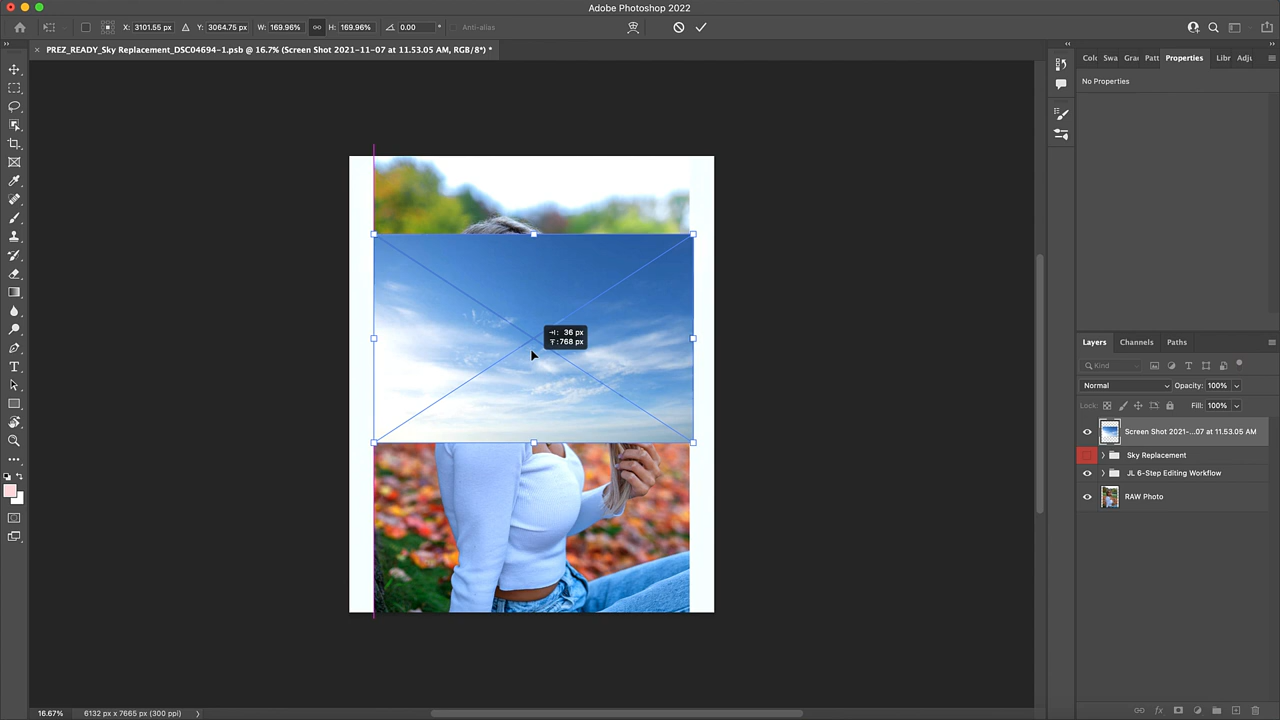 Adobe Photoshop 2022
X: 3101.55 px Y: 3064.75 px W: 169.96% H: 169.96% 0.00 Anti-alias
× PREZ_READY_Sky Replacement_DSC04694-1.psb @ 16.7% (Screen Shot 2021-11-07 at 11.53.05 AM, RGB/8*) *
Colo Swa Gra Patt Properties Libr Adju
No Properties
36 px
768 px
Layers Channels Paths
Kind
Normal Opacity: 100%
Lock: Fill: 100%
Screen Shot 2021-...07 at 11.53.05 AM
Sky Replacement
JL 6-Step Editing Workflow
RAW Photo
16.67% 6132 px x 7665 px (300 ppi)